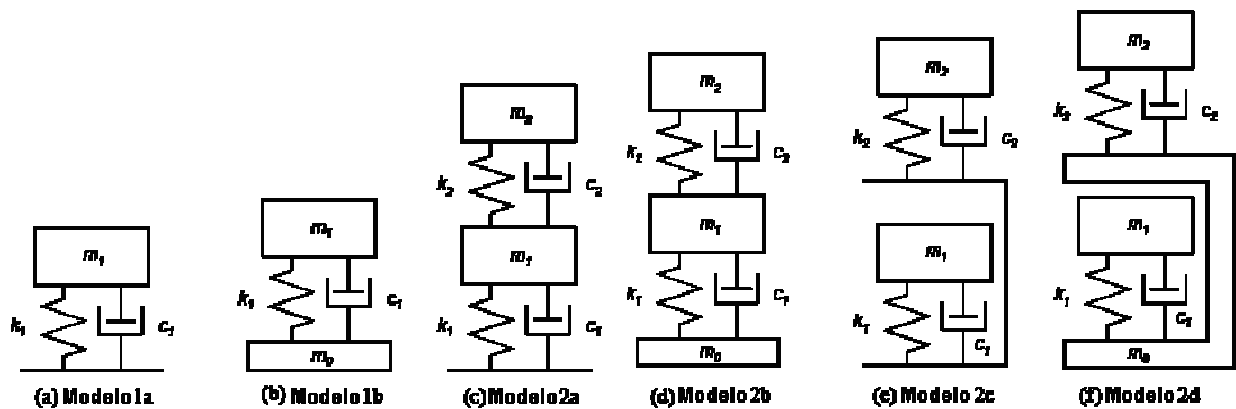 m₁
k₁
c₁
(a) Modelo 1a
m₁
k₁
c₁
m₀
(b) Modelo 1b
m₂
k₂
c₂
m₁
k₁
c₁
(c) Modelo 2a
m₂
k₂
c₂
m₁
k₁
c₁
m₀
(d) Modelo 2b
m₂
k₂
c₂
m₁
k₁
c₁
(e) Modelo 2c
m₂
k₂
c₂
m₁
k₁
c₁
m₀
(f) Modelo 2d